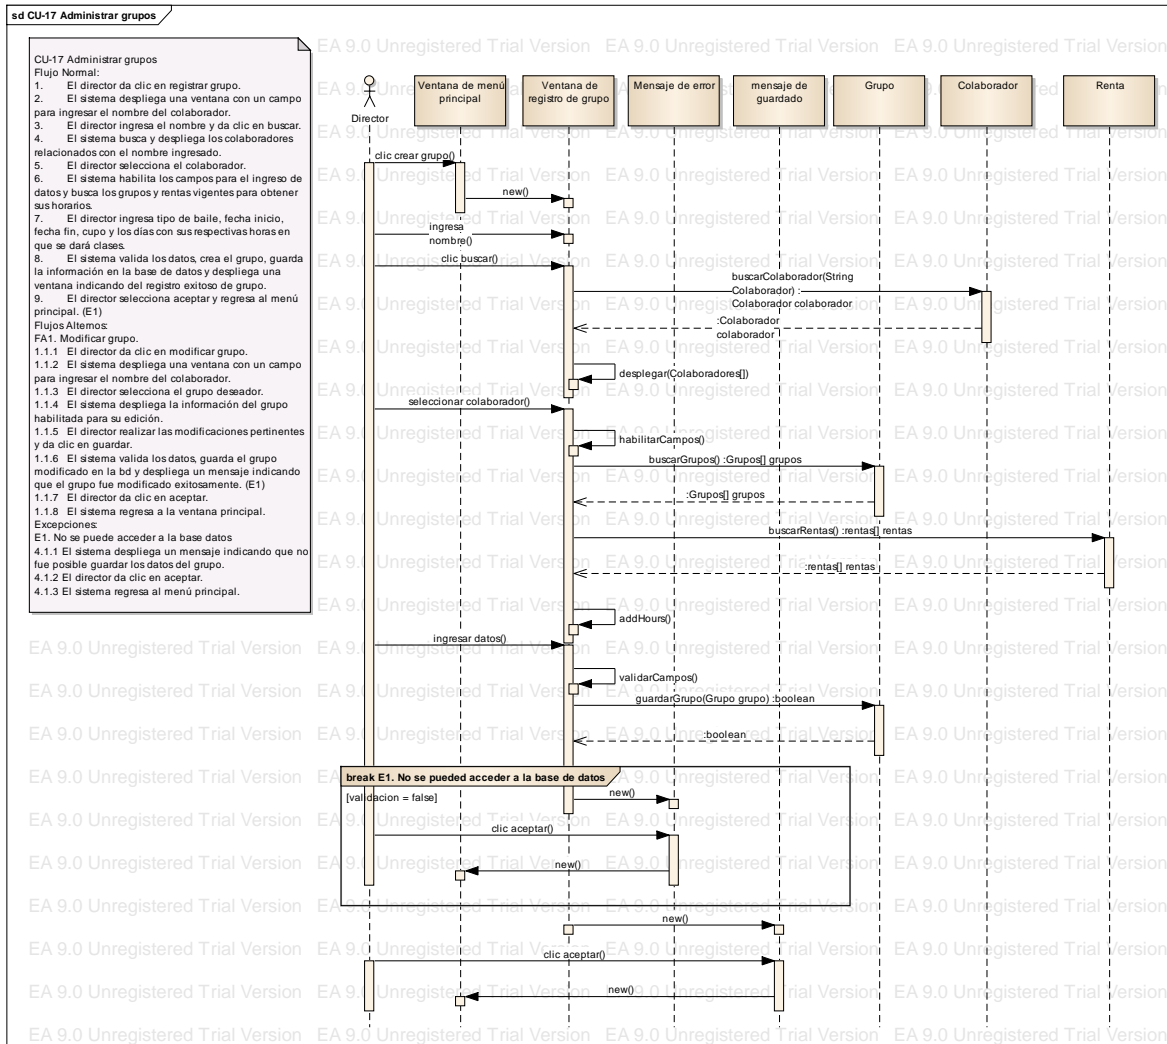 sd CU-17 Administrar grupos
CU-17 Administrar grupos
Flujo Normal:
1. El director da clic en registrar grupo.
2. El sistema despliega una ventana con un campo
para ingresar el nombre del colaborador.
3. El director ingresa el nombre y da clic en buscar.
4. El sistema busca y despliega los colaboradores
relacionados con el nombre ingresado.
5. El director selecciona el colaborador.
6. El sistema habilita los campos para el ingreso de
datos y busca los grupos y rentas vigentes para obtener
sus horarios.
7. El director ingresa tipo de baile, fecha inicio,
fecha fin, cupo y los días con sus respectivas horas en
que se dará clases.
8. El sistema valida los datos, crea el grupo, guarda
la información en la base de datos y despliega una
ventana indicando del registro exitoso de grupo.
9. El director selecciona aceptar y regresa al menú
principal. (E1)
Flujos Alternos:
FA1. Modificar grupo.
1.1.1 El director da clic en modificar grupo.
1.1.2 El sistema despliega una ventana con un campo
para ingresar el nombre del colaborador.
1.1.3 El director selecciona el grupo deseador.
1.1.4 El sistema despliega la información del grupo
habilitada para su edición.
1.1.5 El director realizar las modificaciones pertinentes
y da clic en guardar.
1.1.6 El sistema valida los datos, guarda el grupo
modificado en la bd y despliega un mensaje indicando
que el grupo fue modificado exitosamente. (E1)
1.1.7 El director da clic en aceptar.
1.1.8 El sistema regresa a la ventana principal.
Excepciones:
E1. No se puede acceder a la base datos
4.1.1 El sistema despliega un mensaje indicando que no
fue posible guardar los datos del grupo.
4.1.2 El director da clic en aceptar.
4.1.3 El sistema regresa al menú principal.
Director
Ventana de menú
principal
Ventana de
registro de grupo
Mensaje de error
mensaje de
guardado
Grupo
Colaborador
Renta
clic crear grupo()
new()
ingresa
nombre()
clic buscar()
buscarColaborador(String
Colaborador) :
Colaborador colaborador
:Colaborador
colaborador
desplegar(Colaboradores[])
seleccionar colaborador()
habilitarCampos()
buscarGrupos() :Grupos[] grupos
:Grupos[] grupos
buscarRentas() :rentas[] rentas
:rentas[] rentas
addHours()
ingresar datos()
validarCampos()
guardarGrupo(Grupo grupo) :boolean
:boolean
break E1. No se pueded acceder a la base de datos
[validacion = false]
new()
clic aceptar()
new()
new()
clic aceptar()
new()
EA 9.0 Unregistered Trial Version